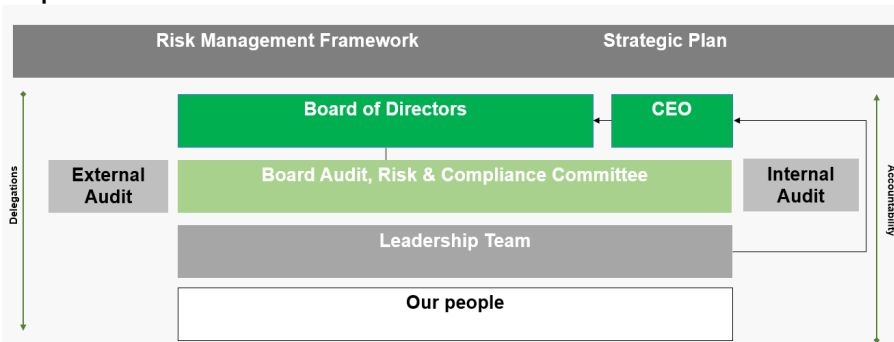 Risk Management Framework
Strategic Plan
Board of Directors
CEO
External
Audit
Board Audit, Risk & Compliance Committee
Internal
Audit
Leadership Team
Our people
Delegations
Accountability